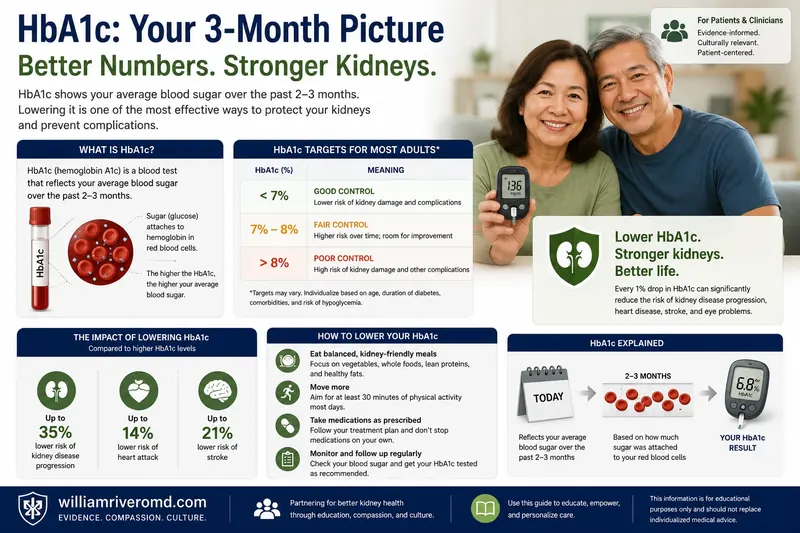 HbA1c: Your 3-Month Picture
Better Numbers. Stronger Kidneys.
HbA1c shows your average blood sugar over the past 2–3 months.
Lowering it is one of the most effective ways to protect your kidneys
and prevent complications.
For Patients & Clinicians
Evidence-informed.
Culturally relevant.
Patient-centered.
WHAT IS HbA1c?
HbA1c (hemoglobin A1c) is a blood test
that reflects your average blood sugar
over the past 2–3 months.
HbA1c
Sugar (glucose)
attaches to
hemoglobin in
red blood cells.
The higher the HbA1c,
the higher your average
blood sugar.
HbA1c TARGETS FOR MOST ADULTS*
HbA1c (%)
MEANING
< 7%
GOOD CONTROL
Lower risk of kidney damage and complications
7% – 8%
FAIR CONTROL
Higher risk over time; room for improvement
> 8%
POOR CONTROL
High risk of kidney damage and other complications
*Targets may vary. Individualize based on age, duration of diabetes,
comorbidities, and risk of hypoglycemia.
136
Lower HbA1c.
Stronger kidneys.
Better life.
Every 1% drop in HbA1c can significantly
reduce the risk of kidney disease progression,
heart disease, stroke, and eye problems.
THE IMPACT OF LOWERING HbA1c
Compared to higher HbA1c levels
Up to
35%
lower risk of
kidney disease
progression
Up to
14%
lower risk of
heart attack
Up to
21%
lower risk
of stroke
HOW TO LOWER YOUR HbA1c
Eat balanced, kidney-friendly meals
Focus on vegetables, whole foods, lean proteins,
and healthy fats.
Move more
Aim for at least 30 minutes of physical activity
most days.
Take medications as prescribed
Follow your treatment plan and don't stop
medications on your own.
Monitor and follow up regularly
Check your blood sugar and get your HbA1c tested
as recommended.
HbA1c EXPLAINED
TODAY
Reflects your average
blood sugar over the
past 2–3 months
2–3 MONTHS
Based on how much
sugar was attached to
your red blood cells
6.8
HbA1c
YOUR HbA1c
RESULT
williamriveromd.com
EVIDENCE. COMPASSION. CULTURE.
Partnering for better kidney health
through education, compassion, and culture.
Use this guide to educate, empower,
and personalize care.
This information is for educational
purposes only and should not replace
individualized medical advice.